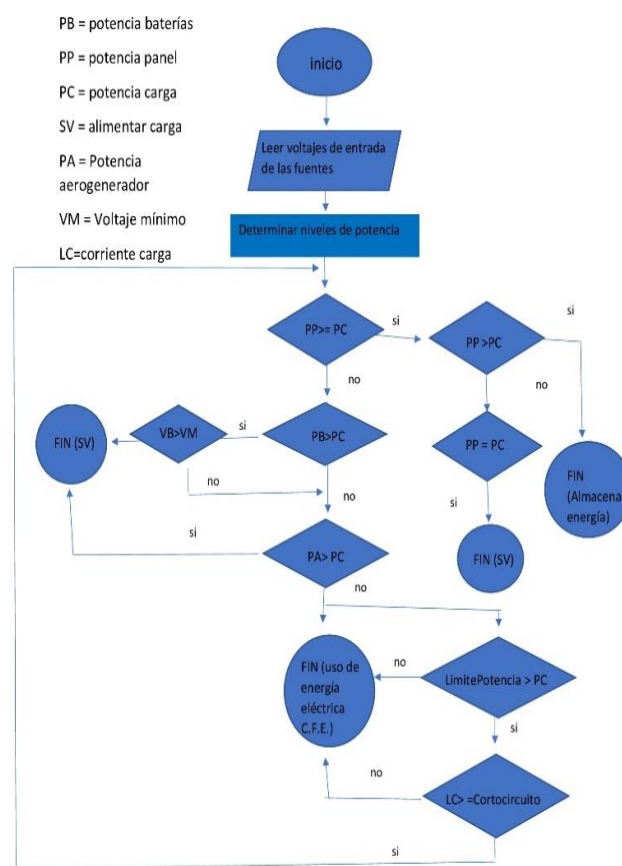 PB = potencia baterías
PP = potencia panel
PC = potencia carga
SV = alimentar carga
PA = Potencia
aerogenerador
VM = Voltaje mínimo
LC=corriente carga
inicio
Leer voltajes de entrada
de las fuentes
Determinar niveles de potencia
PP>= PC
si
PP >PC
si
no
no
VB>VM
si
PB>PC
PP = PC
FIN (SV)
no
no
si
FIN
(Almacena
energía)
si
PA> PC
FIN (SV)
no
FIN (uso de
energía
eléctrica
C.F.E.)
no
LimitePotencia > PC
si
no
LC> =Cortocircuito
si